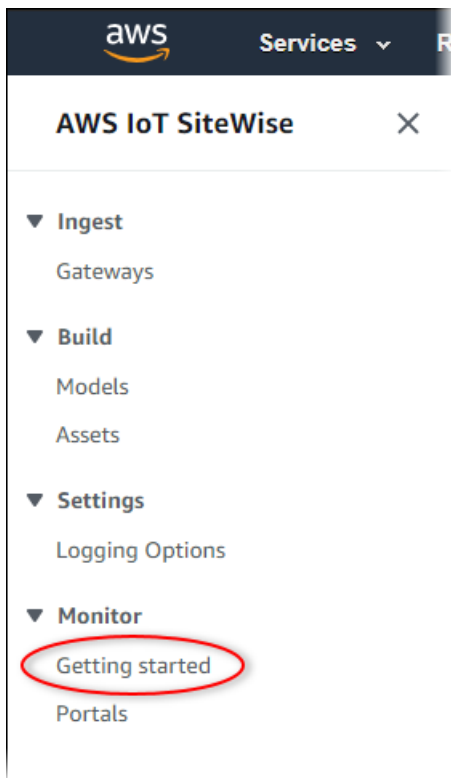 aws Services R
AWS IoT SiteWise
Ingest
Gateways
Build
Models
Assets
Settings
Logging Options
Monitor
Getting started
Portals